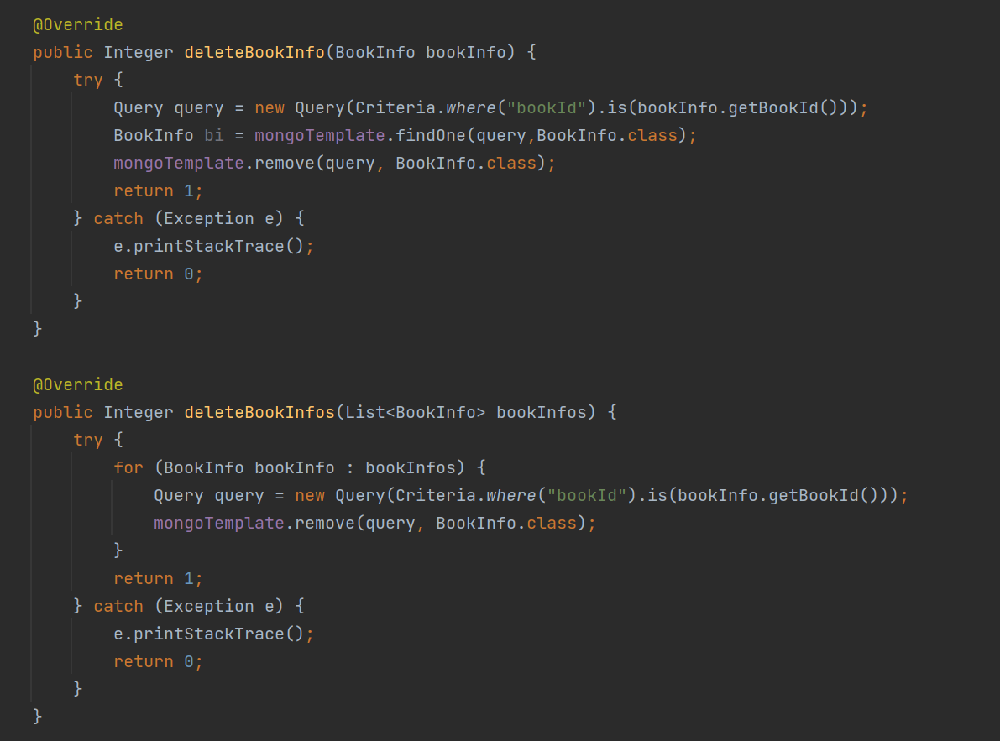 @Override
public Integer deleteBookInfo(BookInfo bookInfo) {
    try {
        Query query = new Query(Criteria.where("bookId").is(bookInfo.getBookId()));
        BookInfo bi = mongoTemplate.findOne(query,BookInfo.class);
        mongoTemplate.remove(query, BookInfo.class);
        return 1;
    } catch (Exception e) {
        e.printStackTrace();
        return 0;
    }
}

@Override
public Integer deleteBookInfos(List<BookInfo> bookInfos) {
    try {
        for (BookInfo bookInfo : bookInfos) {
            Query query = new Query(Criteria.where("bookId").is(bookInfo.getBookId()));
            mongoTemplate.remove(query, BookInfo.class);
        }
        return 1;
    } catch (Exception e) {
        e.printStackTrace();
        return 0;
    }
}